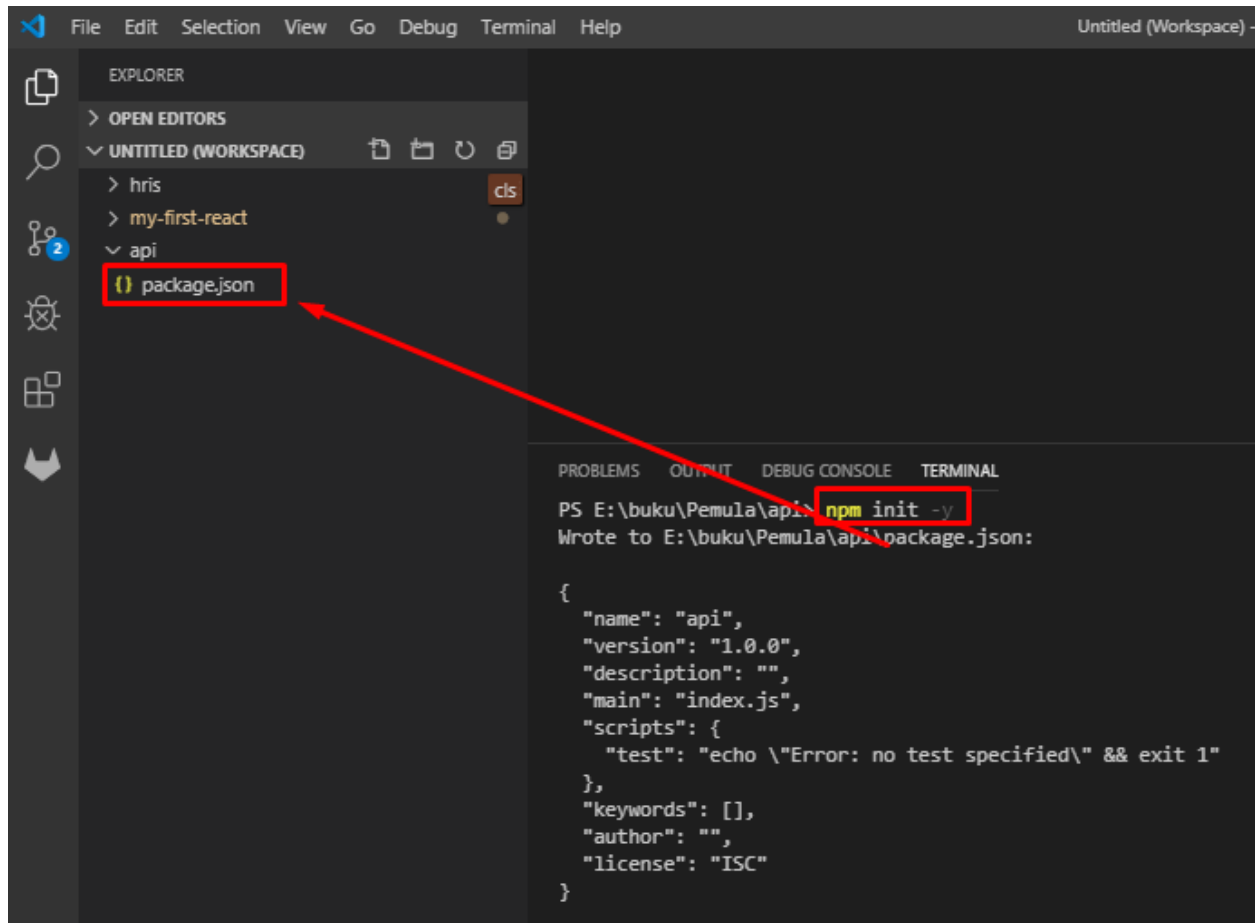 File Edit Selection View Go Debug Terminal Help Untitled (Workspace) -
EXPLORER
OPEN EDITORS
UNTITLED (WORKSPACE)
hris
cls
my-first-react
api
{} package.json
2
PROBLEMS OUTPUT DEBUG CONSOLE TERMINAL
PS E:\buku\Pemula\api> npm init -y
Wrote to E:\buku\Pemula\api\package.json:
{
"name": "api",
"version": "1.0.0",
"description": "",
"main": "index.js",
"scripts": {
"test": "echo \"Error: no test specified\" && exit 1"
},
"keywords": [],
"author": "",
"license": "ISC"
}